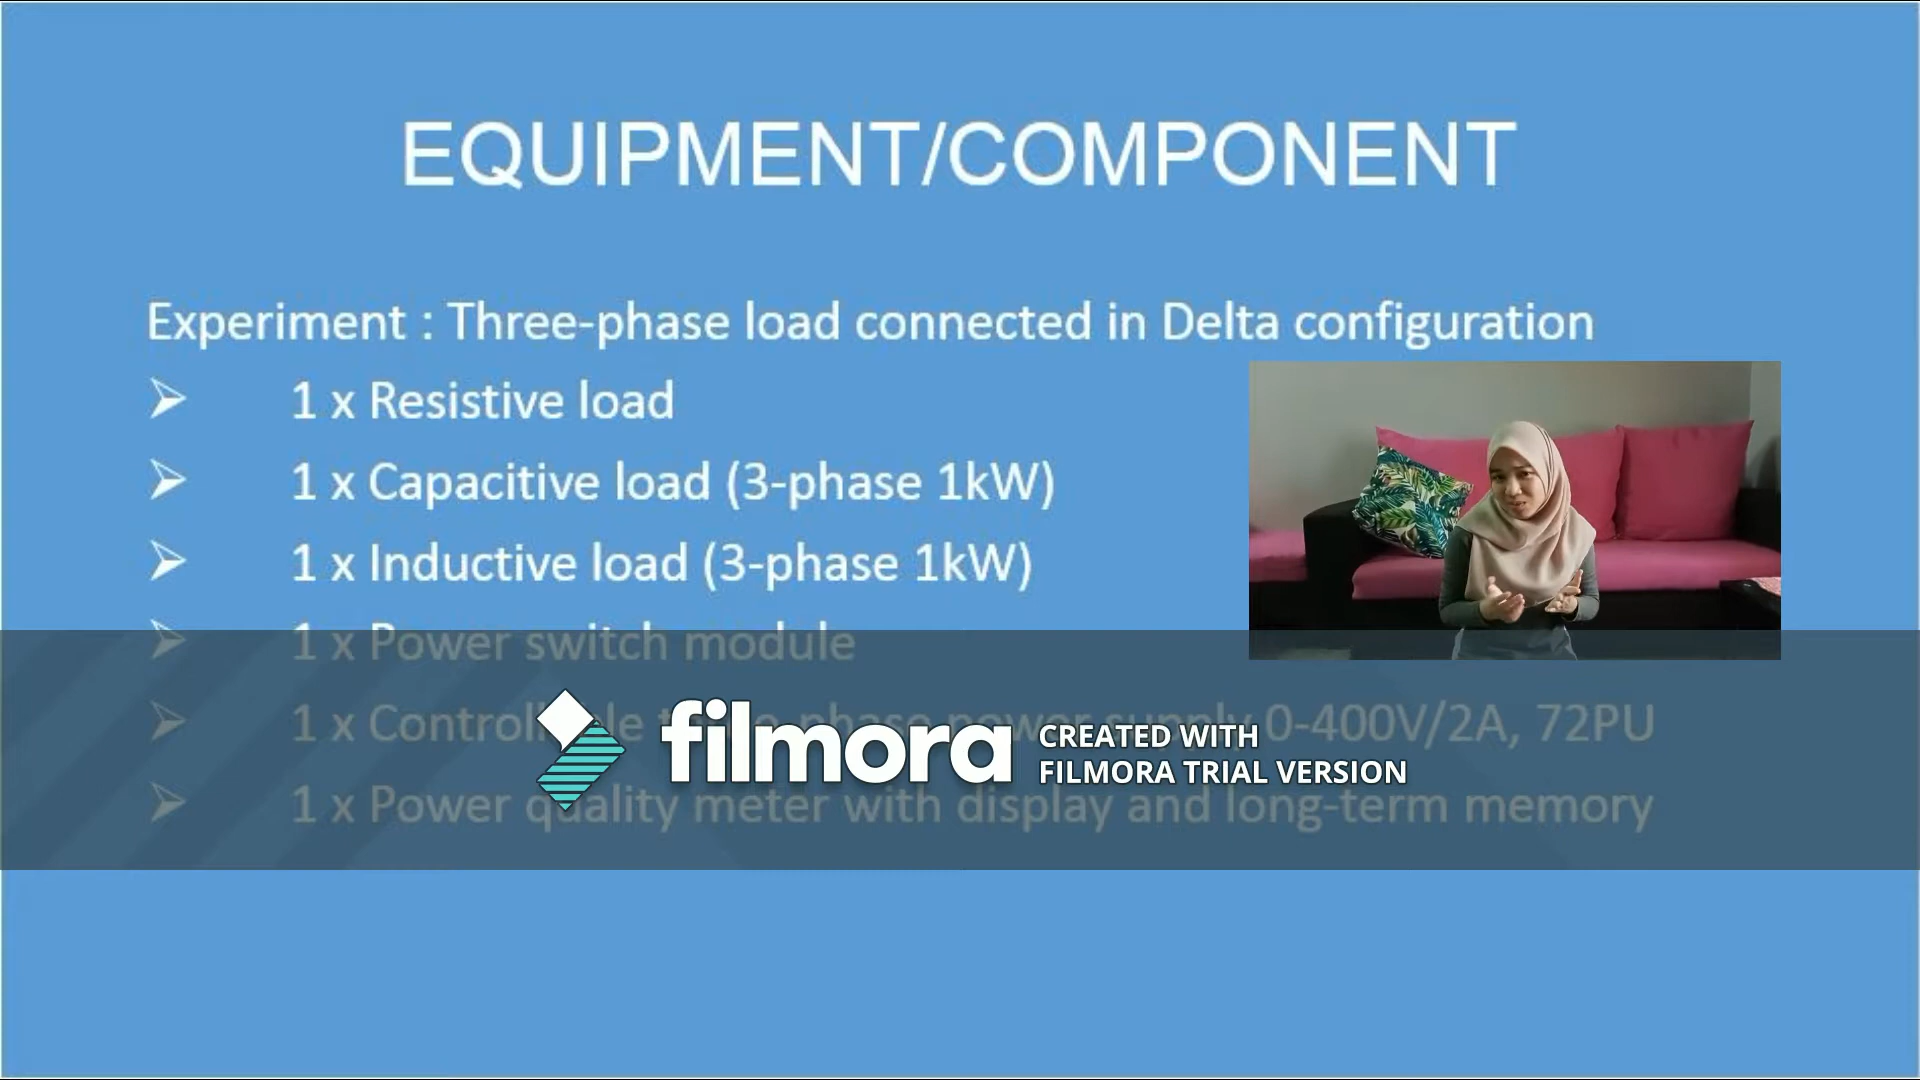 EQUIPMENT/COMPONENT
Experiment : Three-phase load connected in Delta configuration
➢ 1 x Resistive load
➢ 1 x Capacitive load (3-phase 1kW)
➢ 1 x Inductive load (3-phase 1kW)
➢ 1 x Power switch module
➢ 1 x Controllable three-phase power supply 0-400V/2A, 72PU
➢ 1 x Power quality meter with display and long-term memory
filmora
CREATED WITH
FILMORA TRIAL VERSION